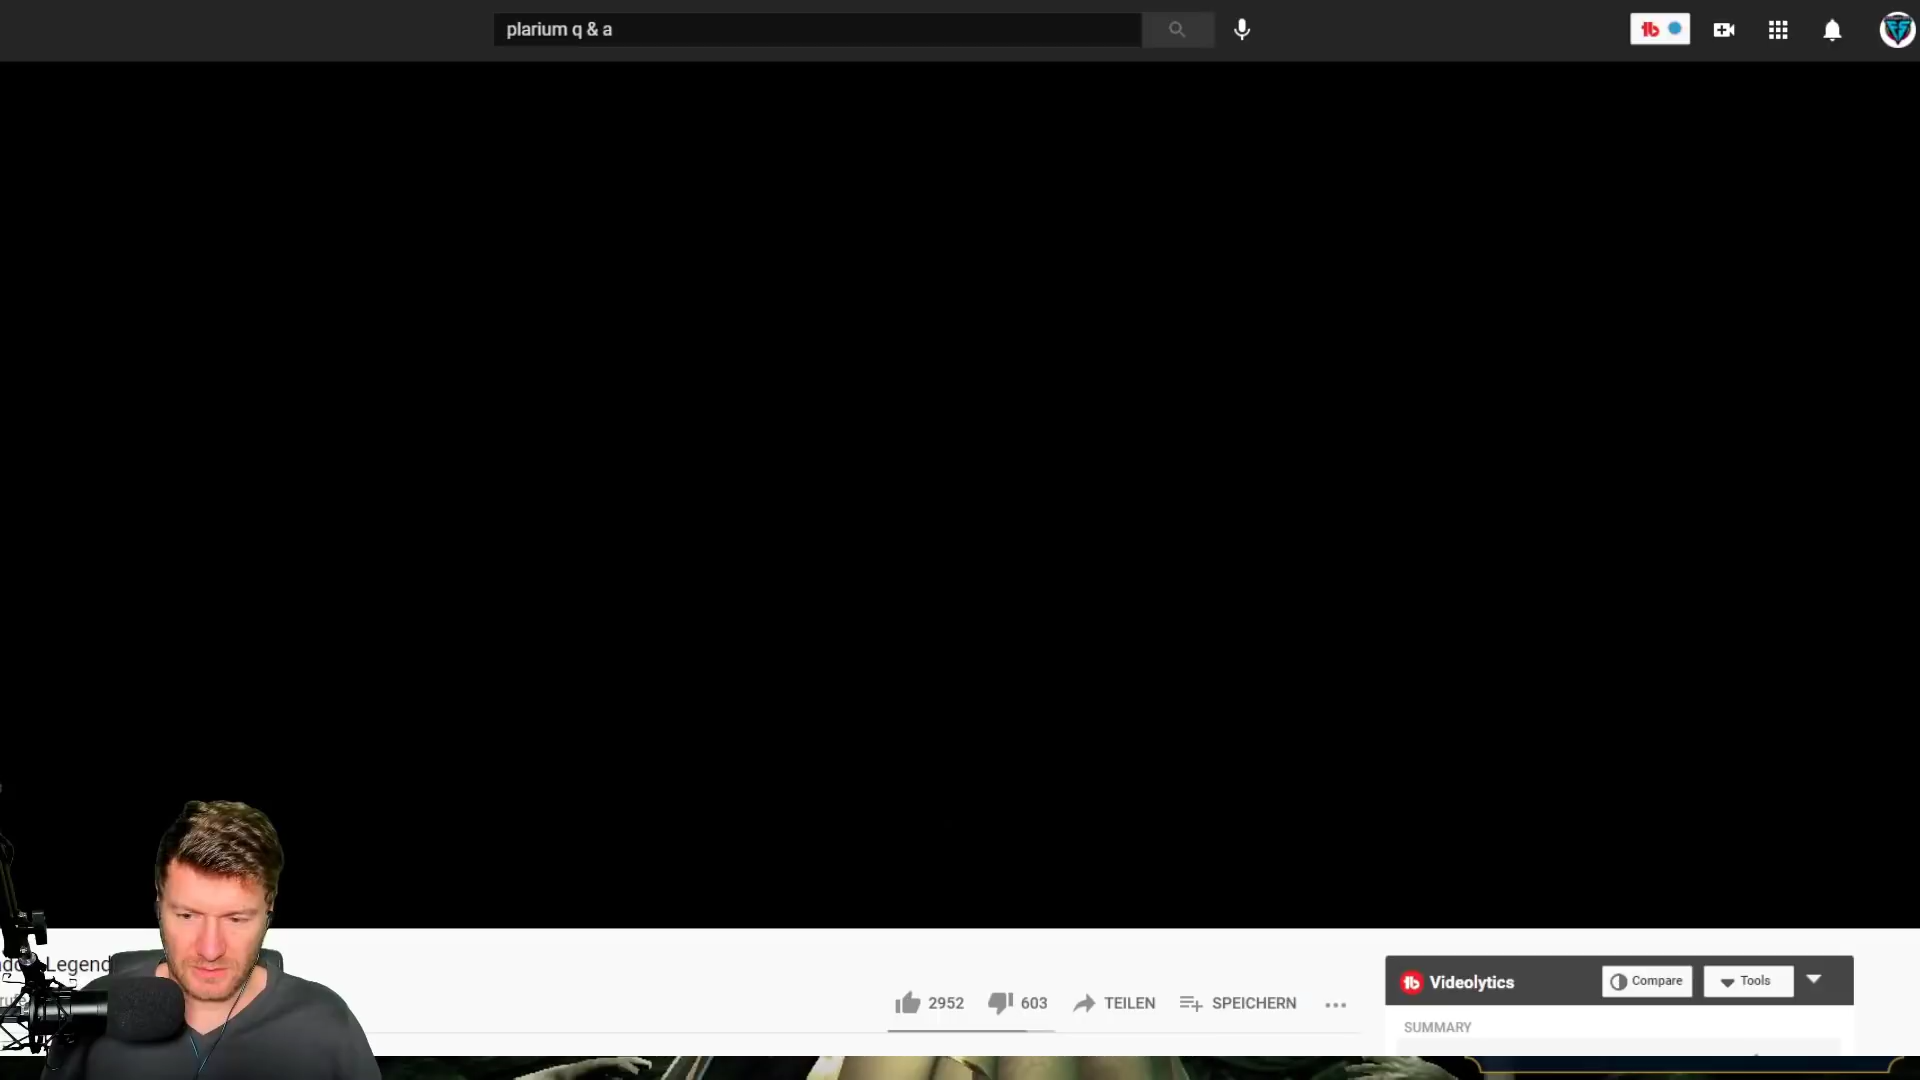 plarium q & a
Legend
2952
603
TEILEN
SPEICHERN
Videolytics
Compare
Tools
SUMMARY